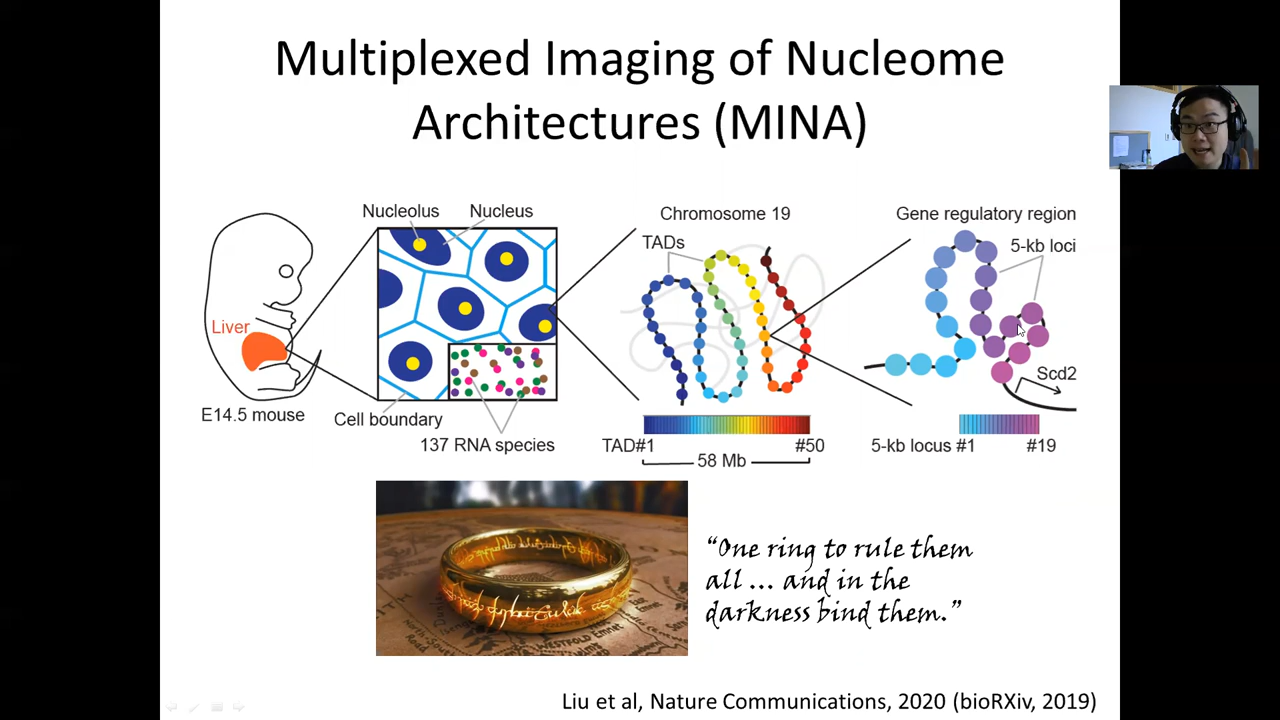 Multiplexed Imaging of Nucleome
Architectures (MINA)
Nucleolus
Nucleus
Chromosome 19
Gene regulatory region
TADs
5-kb loci
Liver
Scd2
E14.5 mouse
Cell boundary
137 RNA species
TAD#1
#50
5-kb locus #1
#19
58 Mb
“One ring to rule them
all ... and in the
darkness bind them.”
WESTFOLD
Liu et al, Nature Communications, 2020 (bioRXiv, 2019)